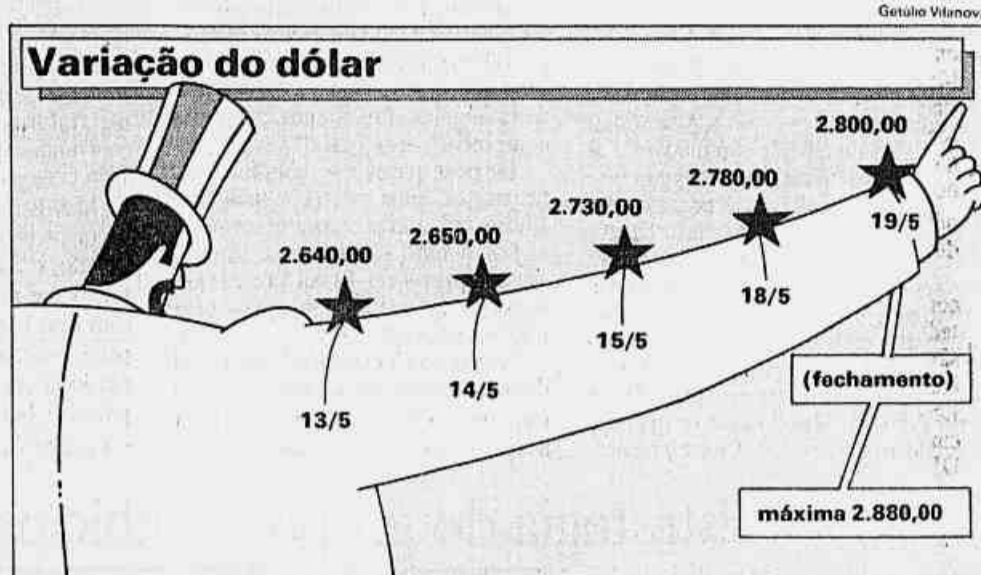 Getúlio Vilanova
Variação do dólar
2.800,00
2.780,00
2.730,00
2.650,00
2.640,00
19/5
18/5
15/5
14/5
13/5
(fechamento)
máxima 2.880,00